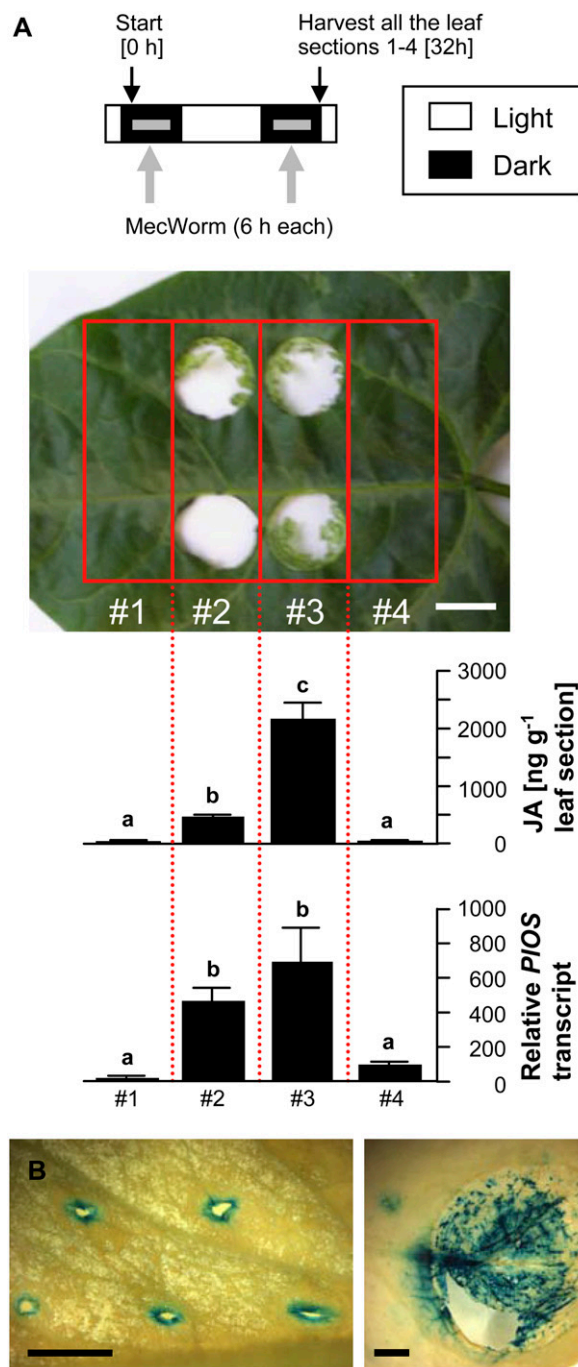 A
Start
[0 h]
Harvest all the leaf
sections 1-4 [32h]
Light
Dark
MecWorm (6 h each)
#1 #2 #3 #4
3000
2000
1000
0
JA [ng g⁻¹
leaf section]
a b c a
1000
800
600
400
200
0
Relative PlOS
transcript
a b b a
#1 #2 #3 #4
B